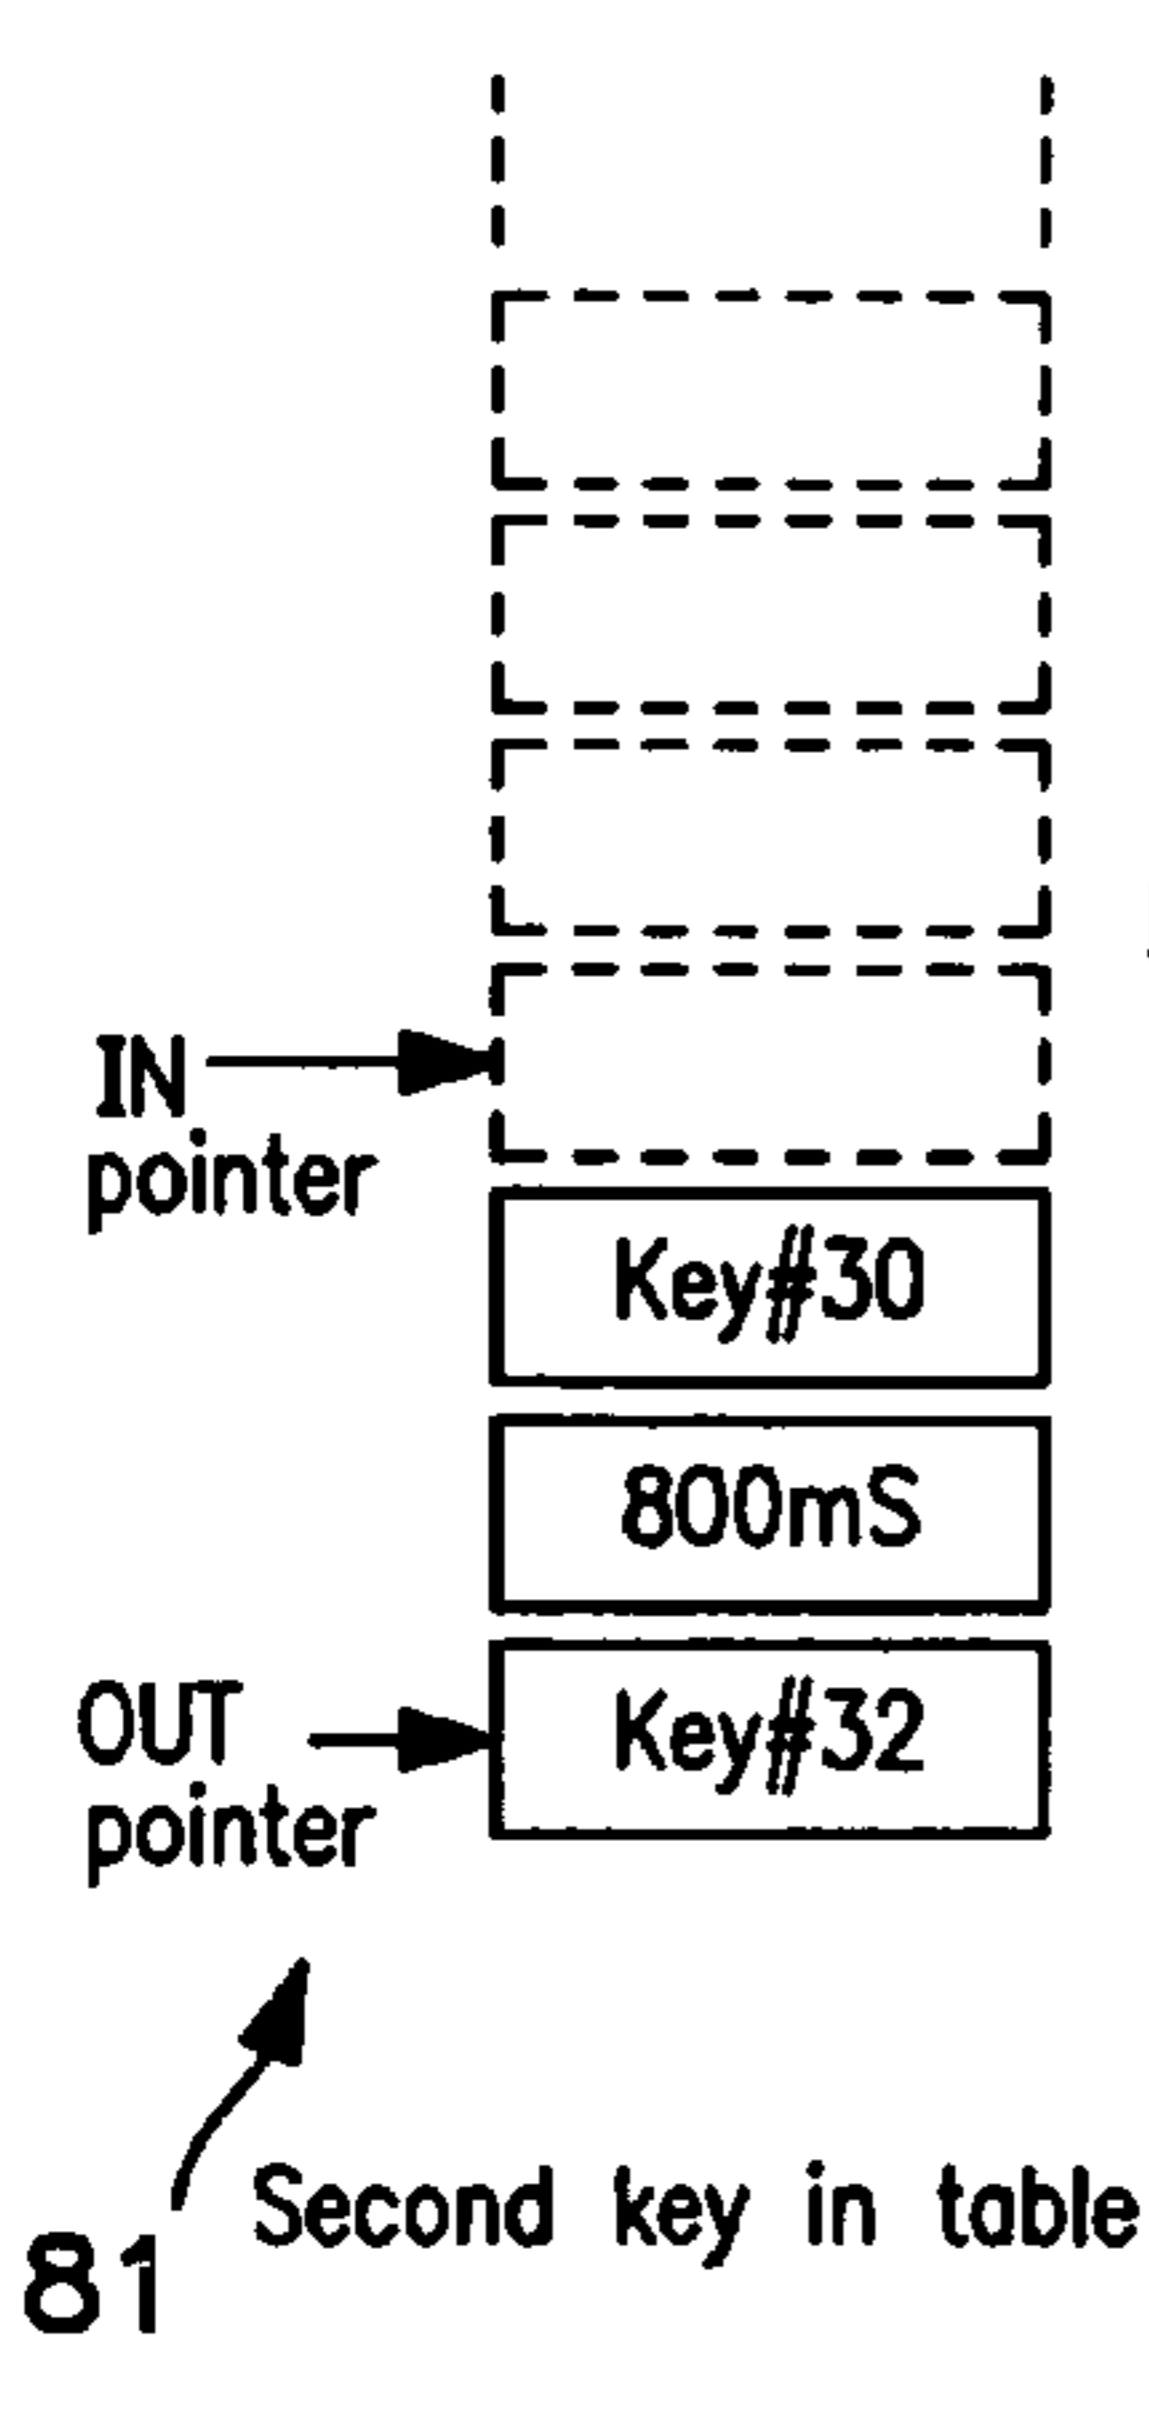 IN
pointer
Key#30
800mS
OUT
pointer
Key#32
Second key in table
81